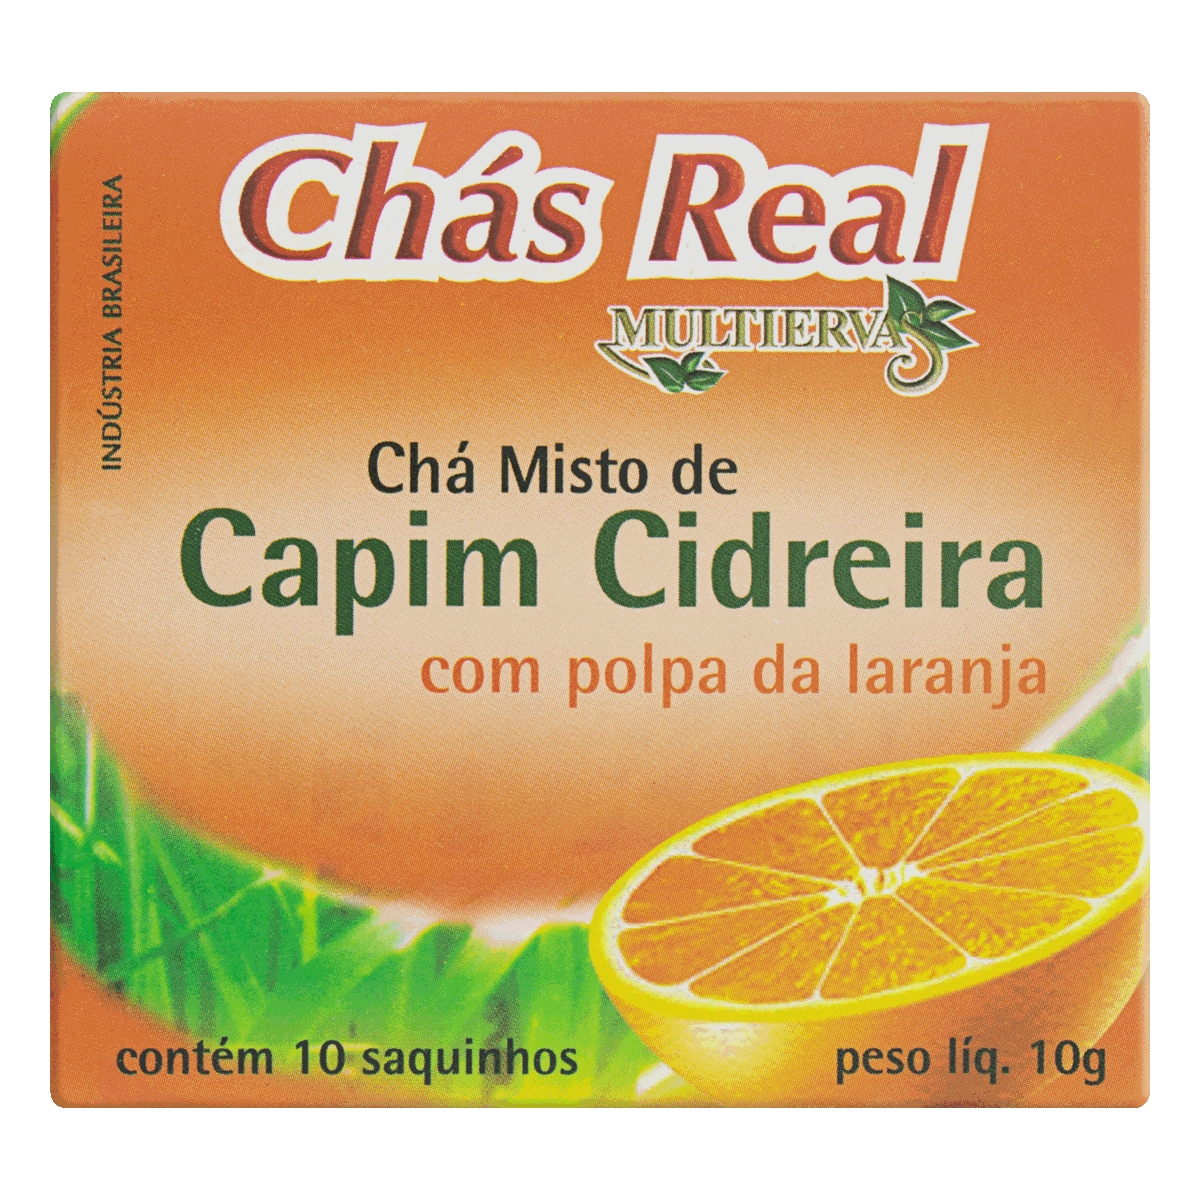 Chás Real
MULTIERVAS
INDÚSTRIA BRASILEIRA
Chá Misto de
Capim Cidreira
com polpa da laranja
contém 10 saquinhos
peso líq. 10g